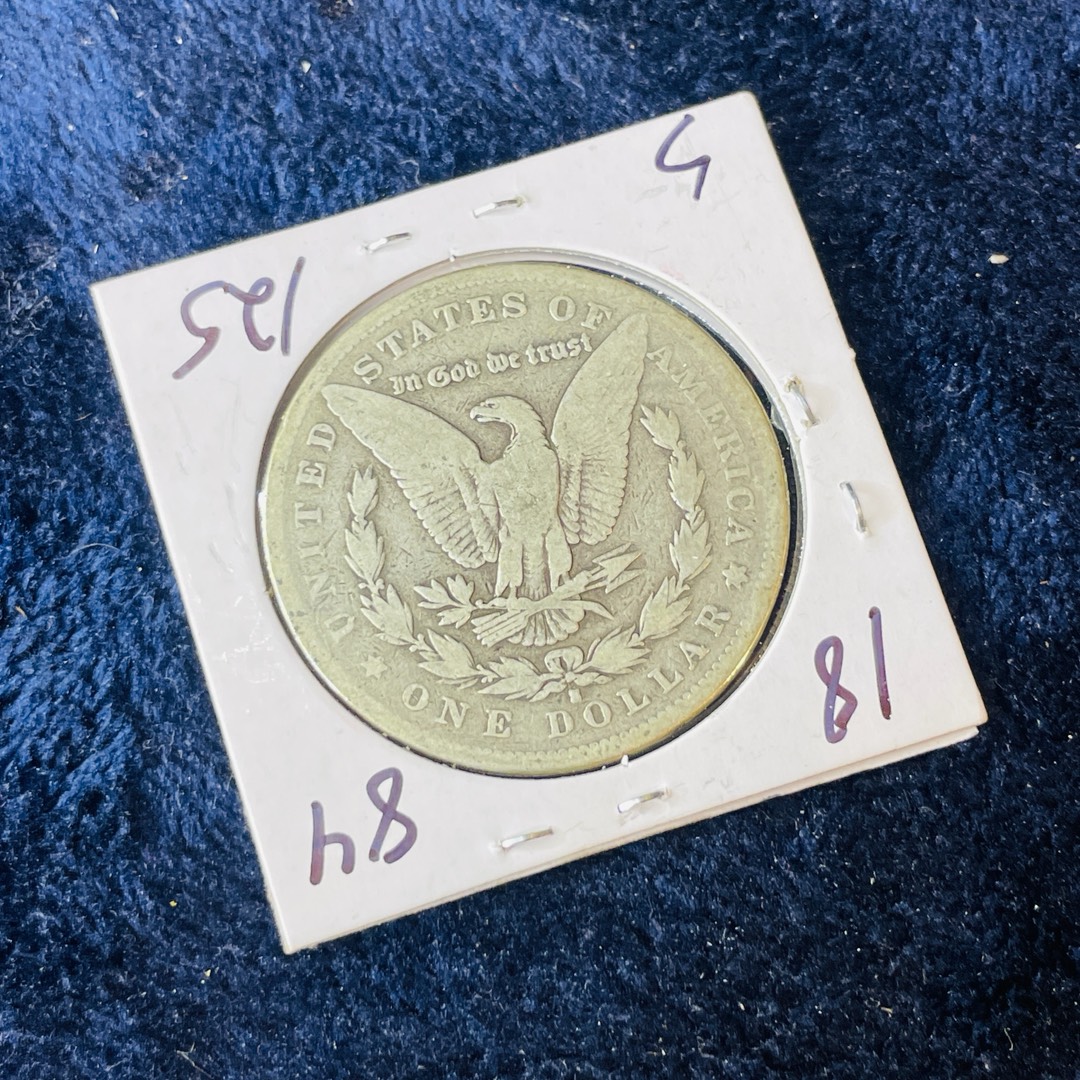 18
84
S
125
UNITED STATES OF AMERICA
In God we trust
ONE DOLLAR
S